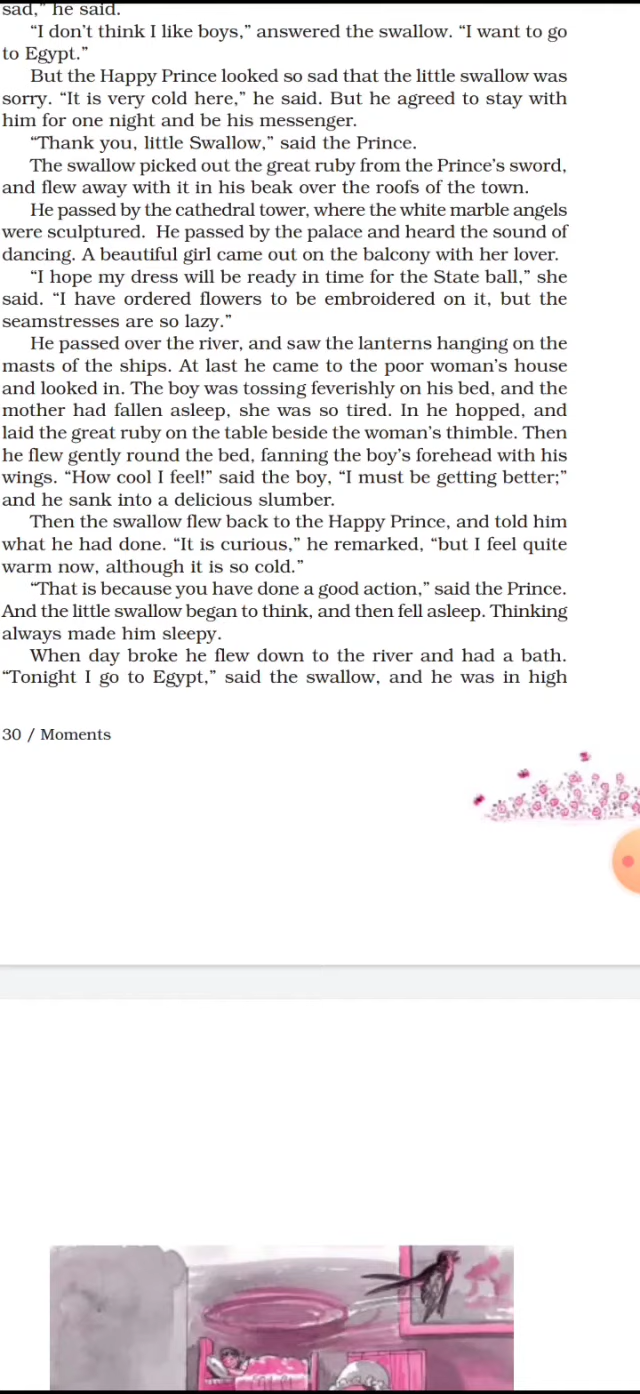 sad,” he said.
“I don’t think I like boys,” answered the swallow. “I want to go
to Egypt.”
But the Happy Prince looked so sad that the little swallow was
sorry. “It is very cold here,” he said. But he agreed to stay with
him for one night and be his messenger.
“Thank you, little Swallow,” said the Prince.
The swallow picked out the great ruby from the Prince’s sword,
and flew away with it in his beak over the roofs of the town.
He passed by the cathedral tower, where the white marble angels
were sculptured. He passed by the palace and heard the sound of
dancing. A beautiful girl came out on the balcony with her lover.
“I hope my dress will be ready in time for the State ball,” she
said. “I have ordered flowers to be embroidered on it, but the
seamstresses are so lazy.”
He passed over the river, and saw the lanterns hanging on the
masts of the ships. At last he came to the poor woman’s house
and looked in. The boy was tossing feverishly on his bed, and the
mother had fallen asleep, she was so tired. In he hopped, and
laid the great ruby on the table beside the woman’s thimble. Then
he flew gently round the bed, fanning the boy’s forehead with his
wings. “How cool I feel!” said the boy, “I must be getting better;”
and he sank into a delicious slumber.
Then the swallow flew back to the Happy Prince, and told him
what he had done. “It is curious,” he remarked, “but I feel quite
warm now, although it is so cold.”
“That is because you have done a good action,” said the Prince.
And the little swallow began to think, and then fell asleep. Thinking
always made him sleepy.
When day broke he flew down to the river and had a bath.
“Tonight I go to Egypt,” said the swallow, and he was in high
30 / Moments